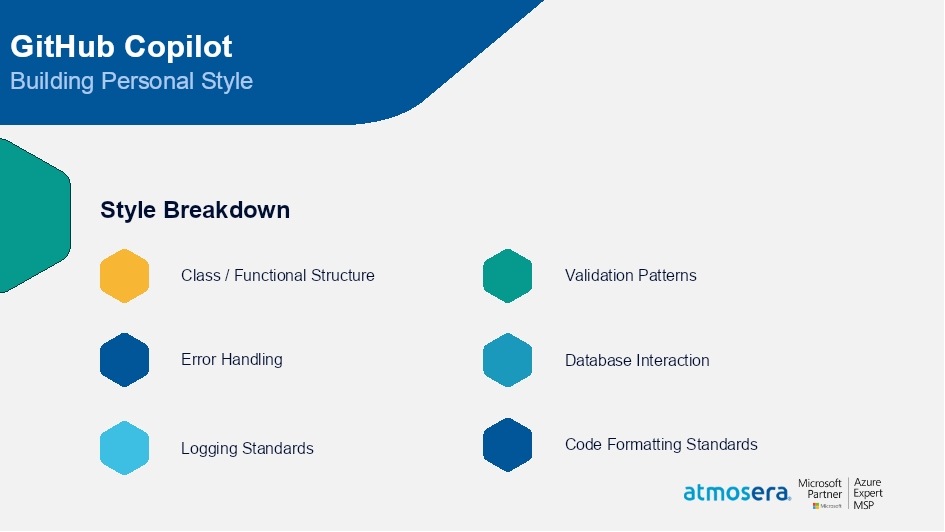 GitHub Copilot
Building Personal Style
Style Breakdown
Class / Functional Structure
Validation Patterns
Error Handling
Database Interaction
Logging Standards
Code Formatting Standards
atmosera®
Microsoft
Partner
Microsoft
Azure
Expert
MSP